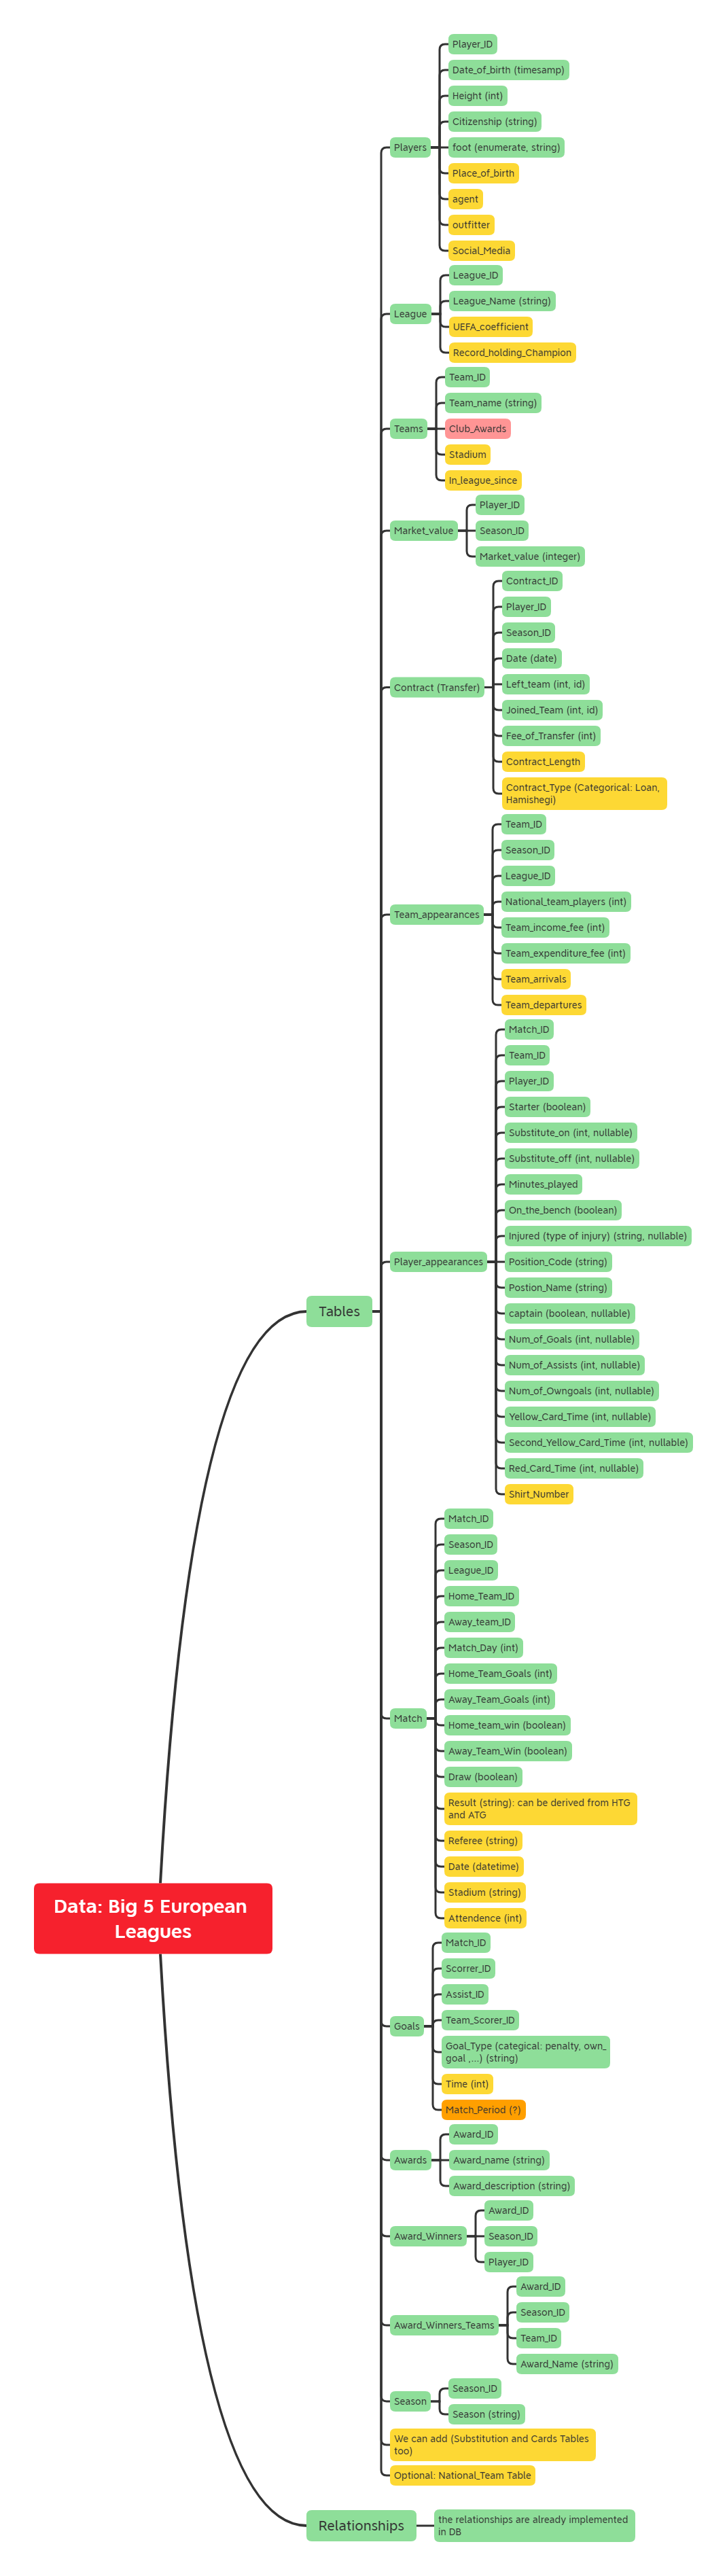 Player_ID
Date_of_birth (timesamp)
Height (int)
Citizenship (string)
Players
foot (enumerate, string)
Place_of_birth
agent
outfitter
Social_Media
League_ID
League_Name (string)
League
UEFA_coefficient
Record_holding_Champion
Team_ID
Team_name (string)
Teams
Club_Awards
Stadium
In_league_since
Player_ID
Market_value
Season_ID
Market_value (integer)
Contract_ID
Player_ID
Season_ID
Date (date)
Contract (Transfer)
Left_team (int, id)
Joined_Team (int, id)
Fee_of_Transfer (int)
Contract_Length
Contract_Type (Categorical: Loan,
Hamishegi)
Team_ID
Season_ID
League_ID
National_team_players (int)
Team_appearances
Team_income_fee (int)
Team_expenditure_fee (int)
Team_arrivals
Team_departures
Match_ID
Team_ID
Player_ID
Starter (boolean)
Substitute_on (int, nullable)
Substitute_off (int, nullable)
Minutes_played
On_the_bench (boolean)
Injured (type of injury) (string, nullable)
Player_appearances
Position_Code (string)
Postion_Name (string)
captain (boolean, nullable)
Num_of_Goals (int, nullable)
Num_of_Assists (int, nullable)
Num_of_Owngoals (int, nullable)
Yellow_Card_Time (int, nullable)
Second_Yellow_Card_Time (int, nullable)
Red_Card_Time (int, nullable)
Shirt_Number
Tables
Match_ID
Season_ID
League_ID
Home_Team_ID
Away_team_ID
Match_Day (int)
Home_Team_Goals (int)
Away_Team_Goals (int)
Match
Home_team_win (boolean)
Away_Team_Win (boolean)
Draw (boolean)
Result (string): can be derived from HTG
and ATG
Referee (string)
Date (datetime)
Stadium (string)
Attendence (int)
Data: Big 5 European
Leagues
Match_ID
Scorrer_ID
Assist_ID
Team_Scorer_ID
Goals
Goal_Type (categical: penalty, own_
goal ,...) (string)
Time (int)
Match_Period (?)
Award_ID
Awards
Award_name (string)
Award_description (string)
Award_ID
Award_Winners
Season_ID
Player_ID
Award_ID
Season_ID
Award_Winners_Teams
Team_ID
Award_Name (string)
Season_ID
Season
Season (string)
We can add (Substitution and Cards Tables
too)
Optional: National_Team Table
Relationships
the relationships are already implemented
in DB